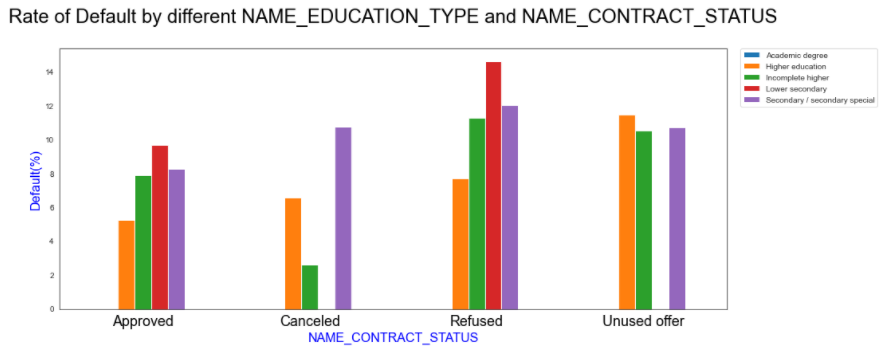 Rate of Default by different NAME_EDUCATION_TYPE and NAME_CONTRACT_STATUS
Academic degree
Higher education
Incomplete higher
Lower secondary
Secondary / secondary special
Default(%)
14
12
10
8
6
4
2
0
Approved Canceled Refused Unused offer
NAME_CONTRACT_STATUS